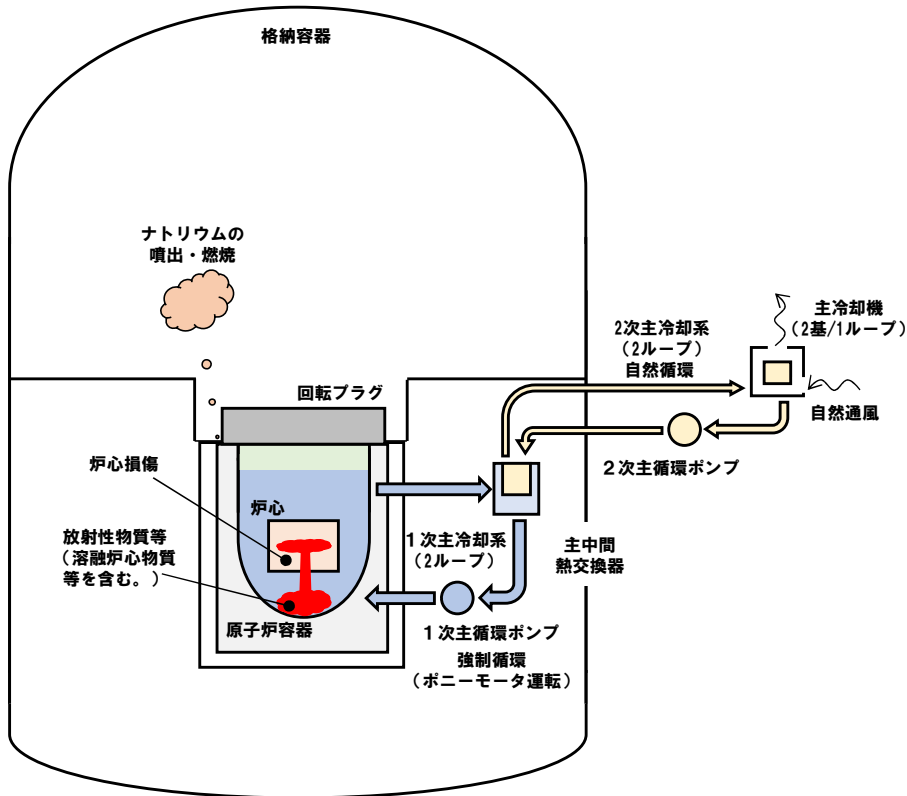 格納容器
ナトリウムの
噴出・燃焼
2次主冷却系
（2ループ）
自然循環
主冷却機
（2基/1ループ）
自然通風
回転プラグ
２次主循環ポンプ
炉心損傷
炉心
放射性物質等
（溶融炉心物質
等を含む。）
１次主冷却系
（2ループ）
主中間
熱交換器
原子炉容器
１次主循環ポンプ
強制循環
（ポニーモータ運転）